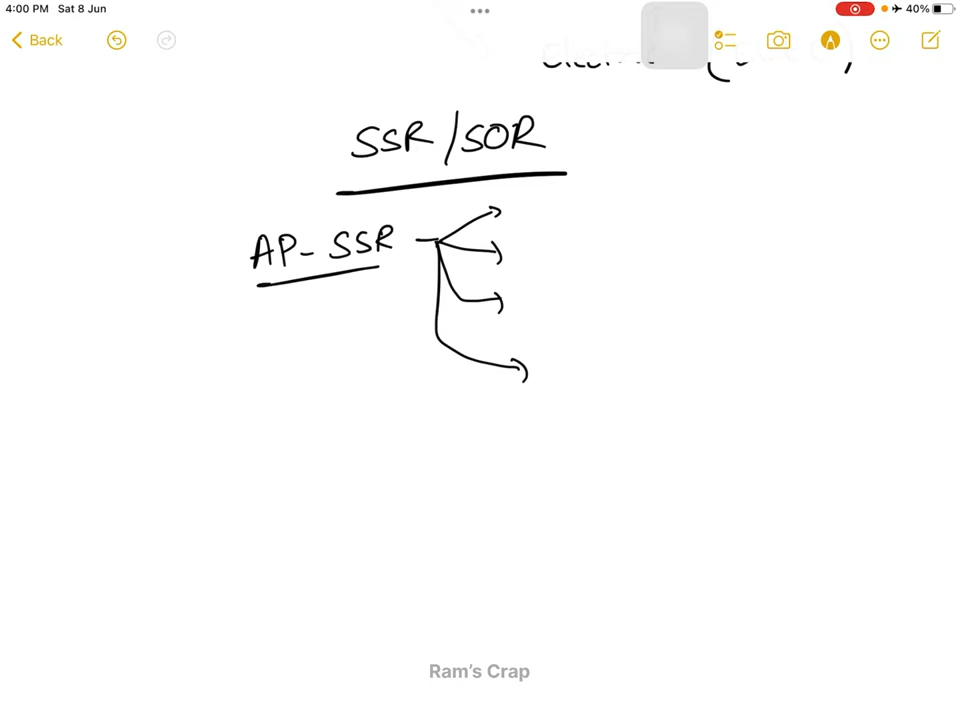 4:00 PM Sat 8 Jun
40%
Back
SSR/SOR
AP- SSR
Ram's Crap